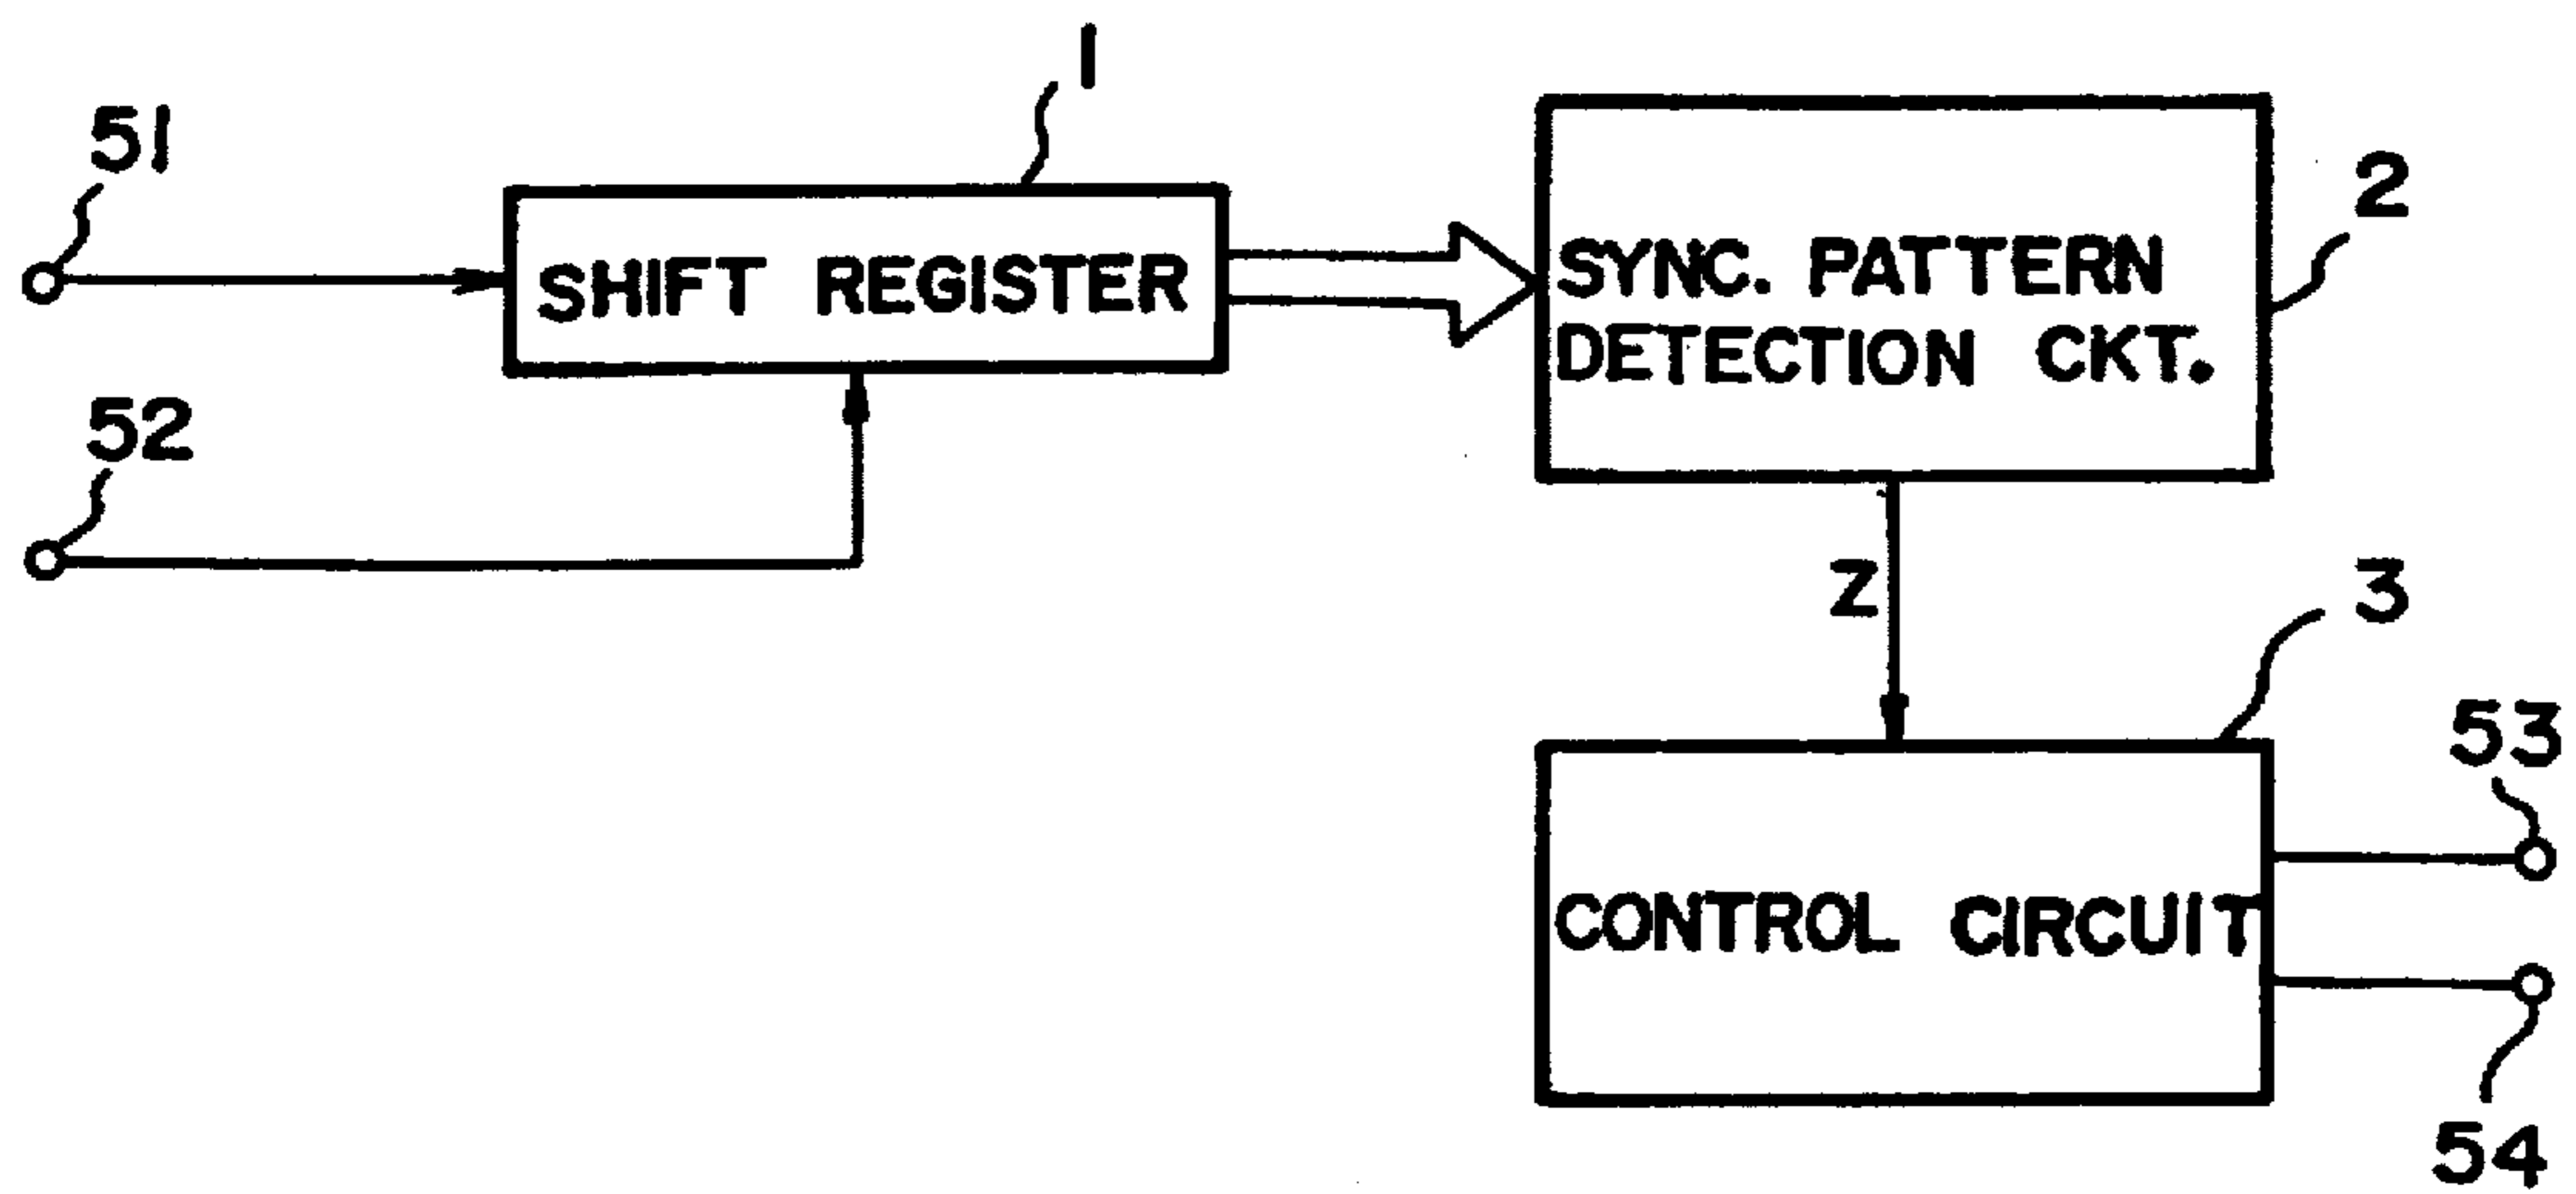 1
51
SHIFT REGISTER
52
2
SYNC. PATTERN
DETECTION CKT.
Z
3
CONTROL CIRCUIT
53
54